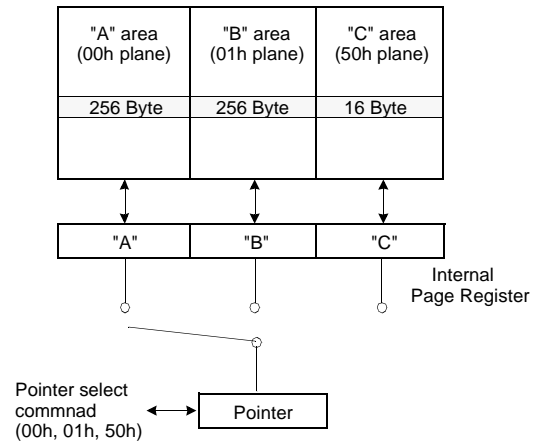 "A" area
(00h plane)
"B" area
(01h plane)
"C" area
(50h plane)
256 Byte
256 Byte
16 Byte
"A"
"B"
"C"
Internal
Page Register
Pointer select
commnad
(00h, 01h, 50h)
Pointer